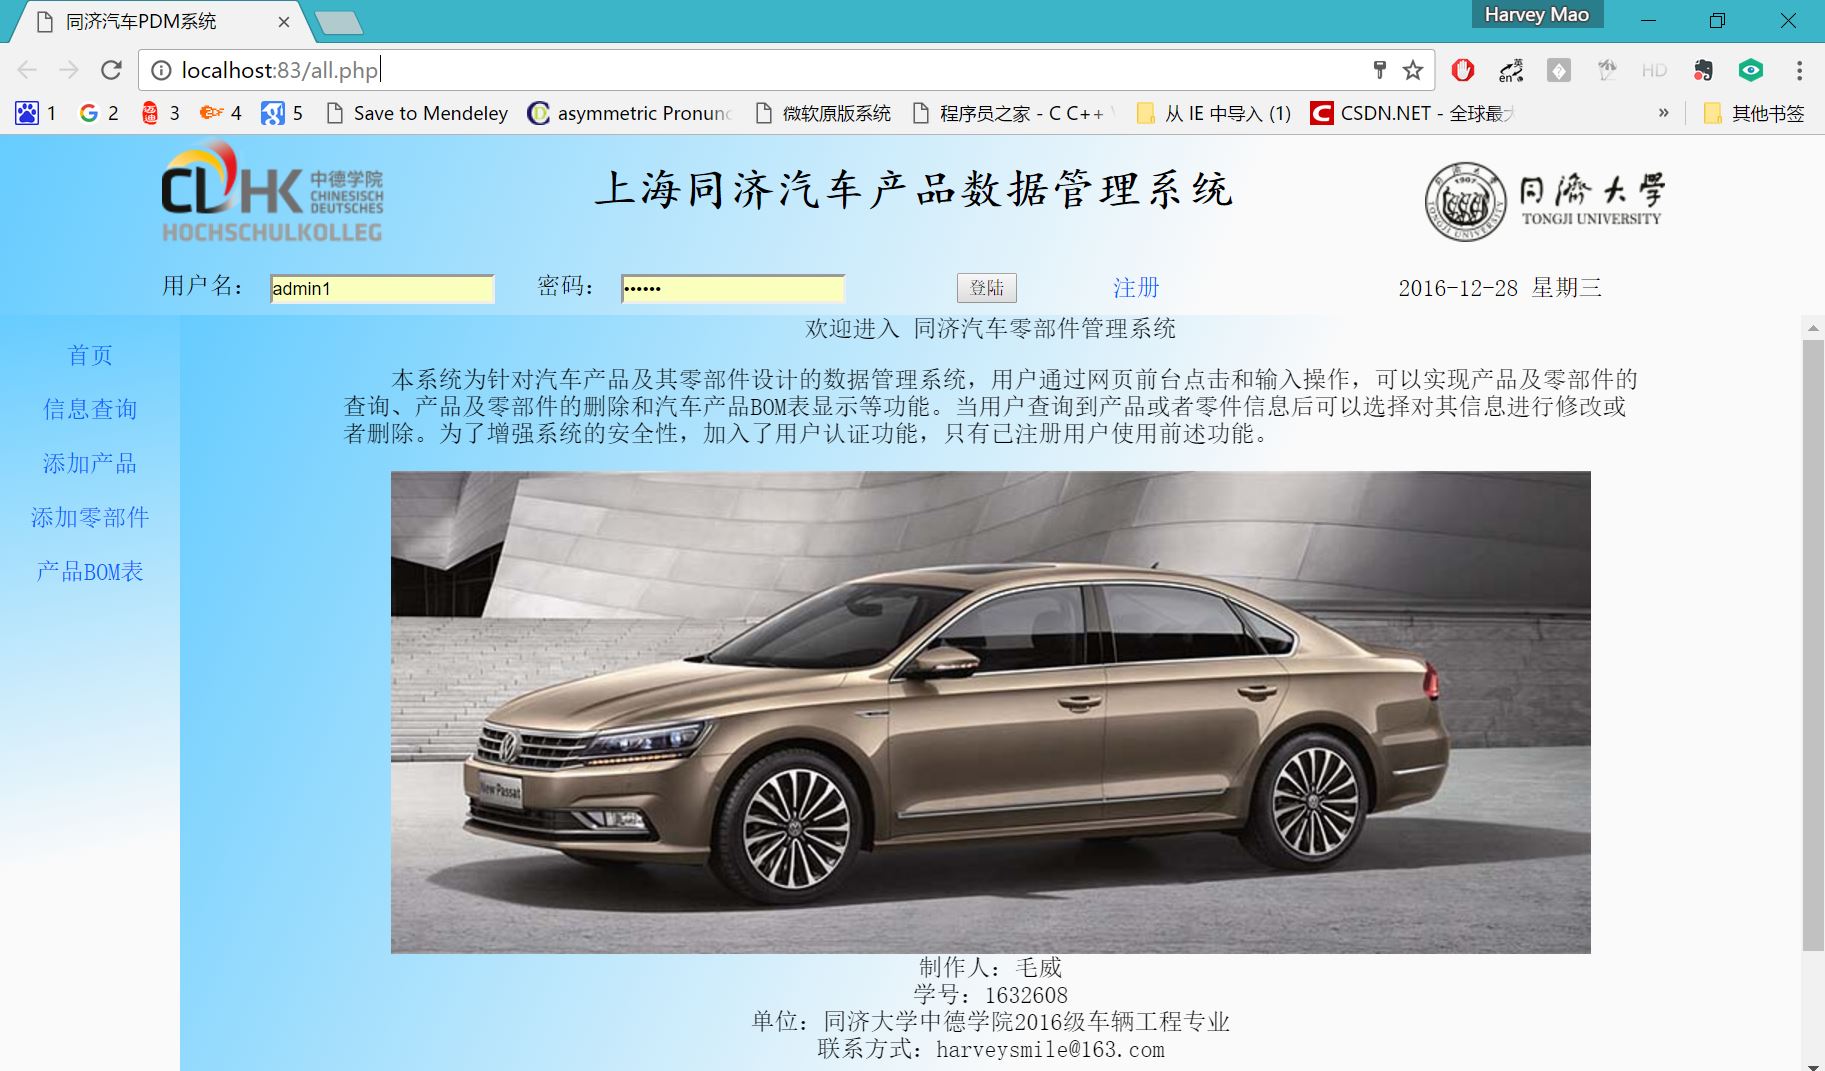 同济汽车PDM系统
Harvey Mao
localhost:83/all.php
1 2 3 4 5 Save to Mendeley asymmetric Pronunc 微软原版系统 程序员之家 - C C++ 从 IE 中导入 (1) CSDN.NET - 全球最大 » 其他书签
CDHK 中德学院
CHINESISCH
DEUTSCHES
HOCHSCHULKOLLEG
上海同济汽车产品数据管理系统
同濟大學
TONGJI UNIVERSITY
用户名: admin1 密码: •••••• 登陆 注册 2016-12-28 星期三
首页
信息查询
添加产品
添加零部件
产品BOM表
欢迎进入 同济汽车零部件管理系统
本系统为针对汽车产品及其零部件设计的数据管理系统,用户通过网页前台点击和输入操作,可以实现产品及零部件的
查询、产品及零部件的删除和汽车产品BOM表显示等功能。当用户查询到产品或者零件信息后可以选择对其信息进行修改或
者删除。为了增强系统的安全性,加入了用户认证功能,只有已注册用户使用前述功能。
New Passat
制作人:毛威
学号:1632608
单位:同济大学中德学院2016级车辆工程专业
联系方式:harveysmile@163.com